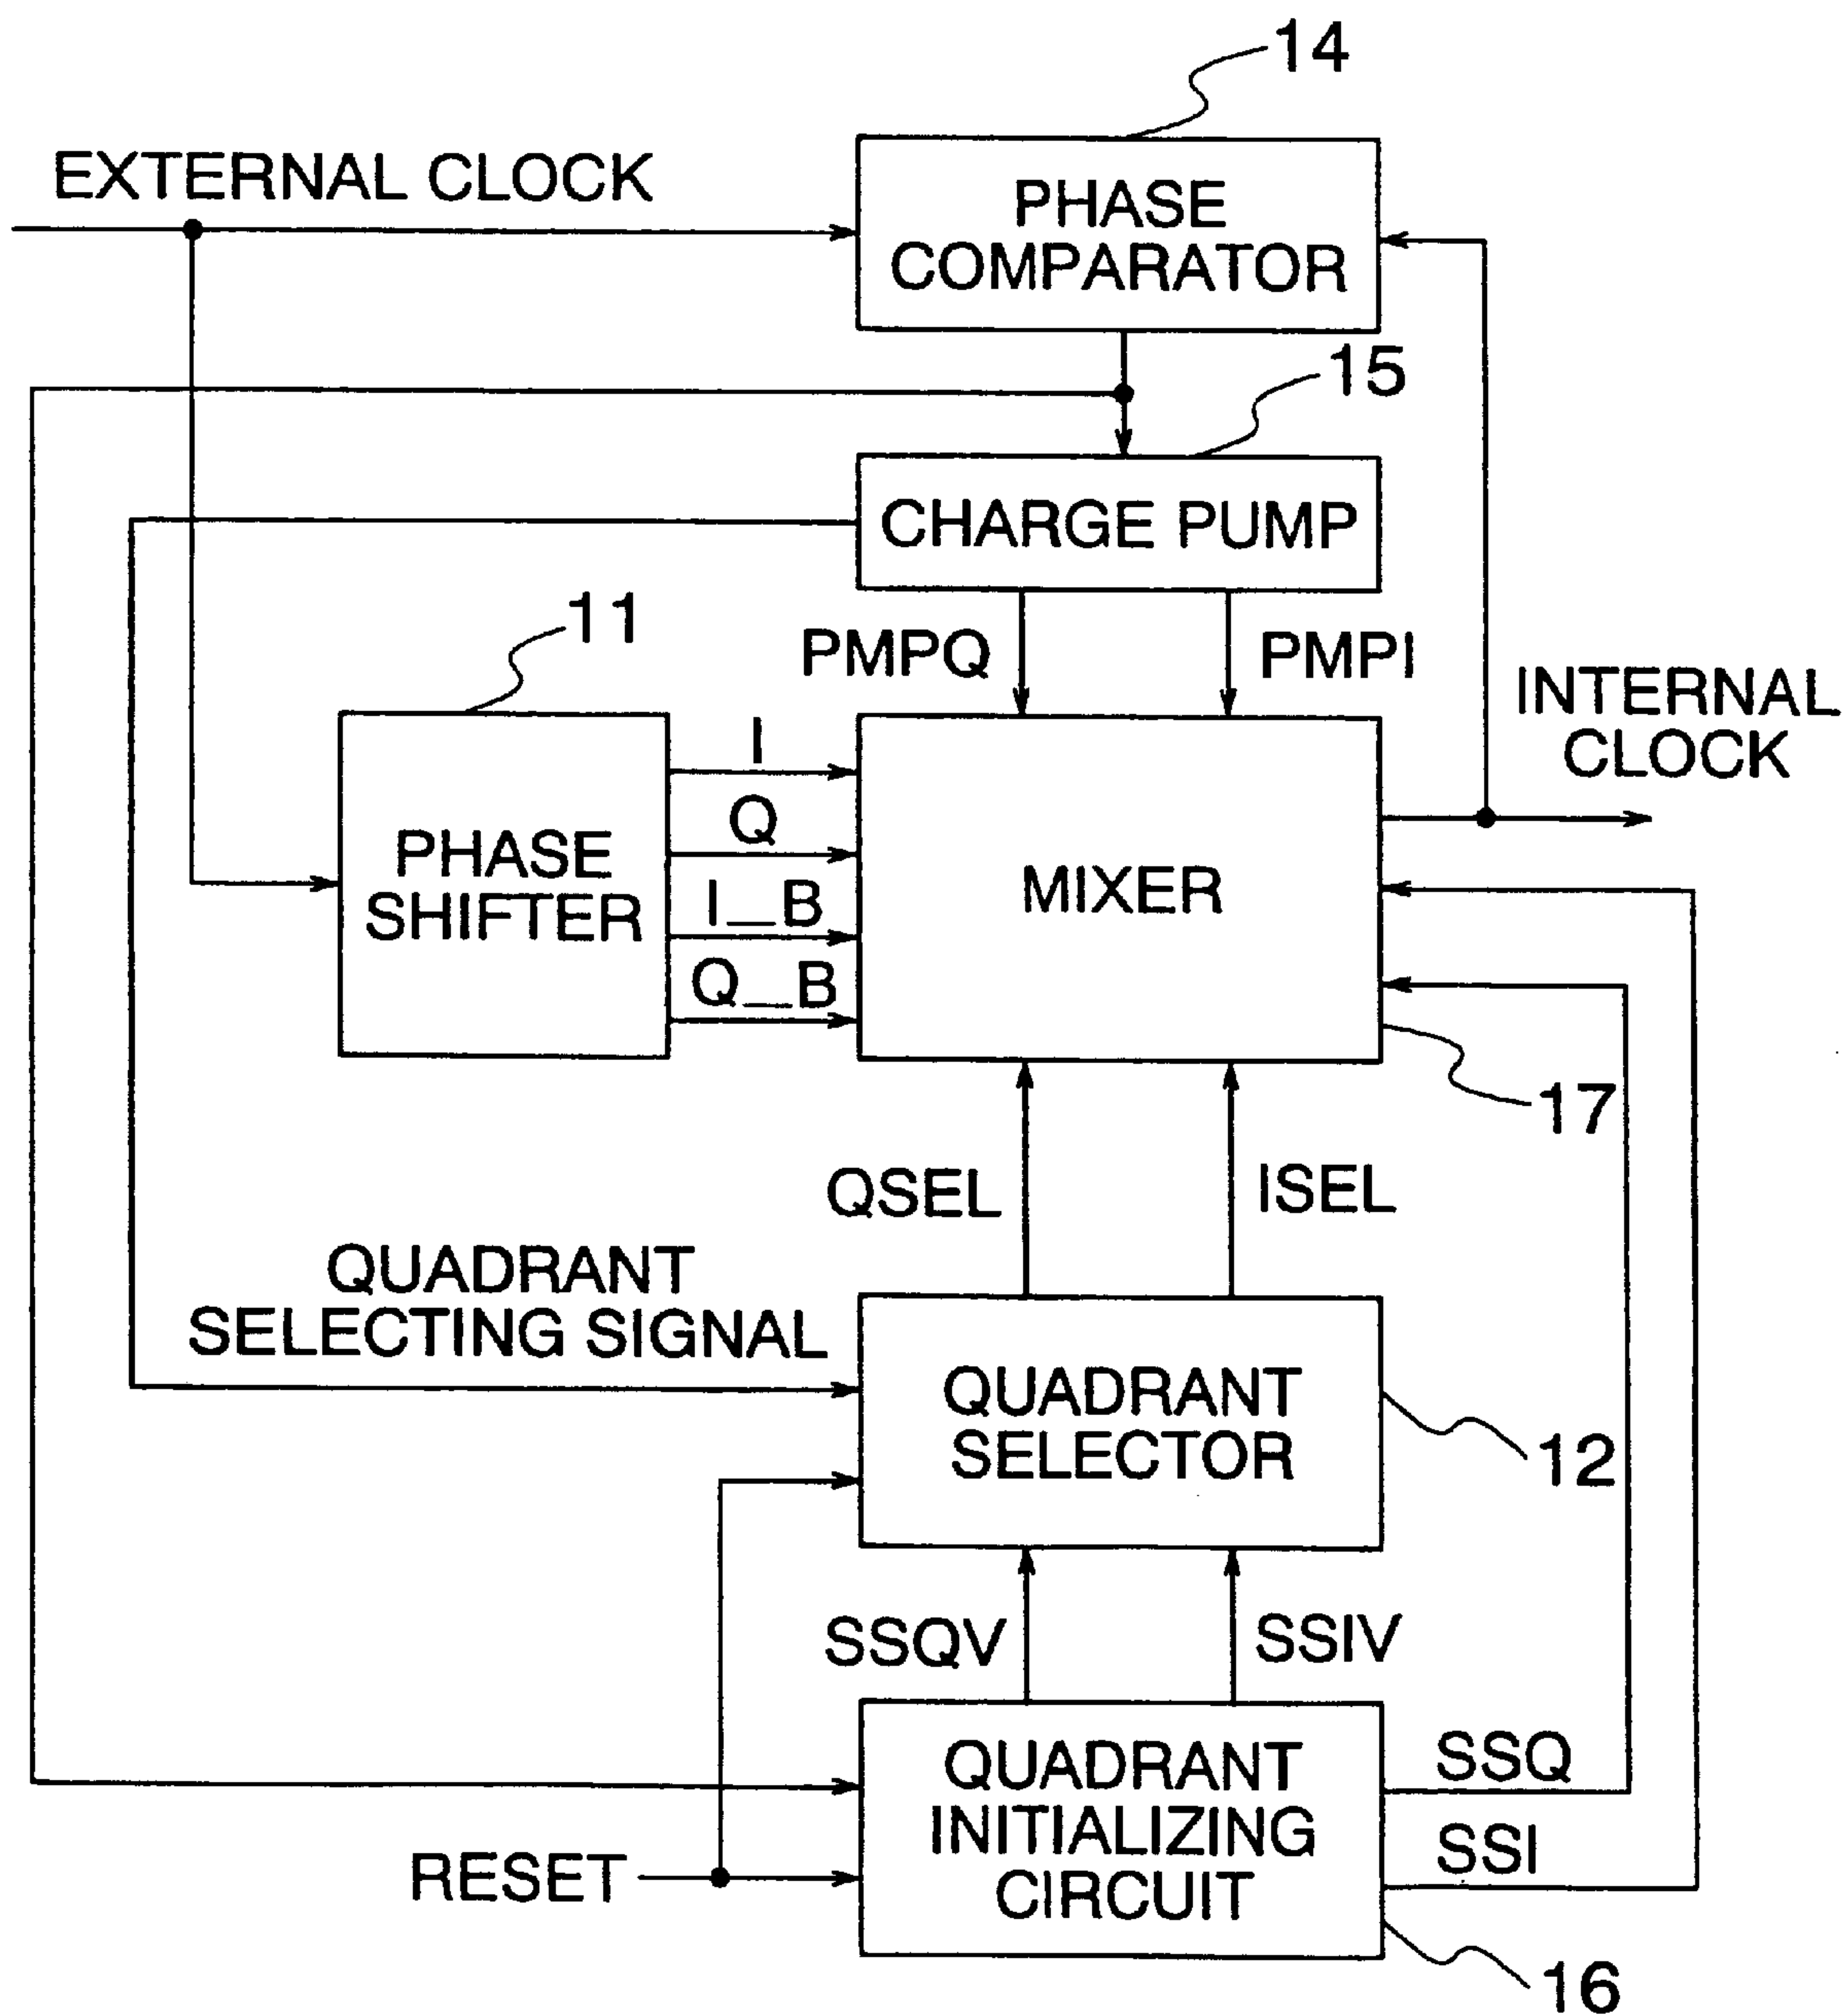 14
EXTERNAL CLOCK
PHASE
COMPARATOR
15
CHARGE PUMP
11
PMPQ
PMPI
INTERNAL
CLOCK
I
Q
I_B
Q_B
PHASE
SHIFTER
MIXER
17
QSEL
ISEL
QUADRANT
SELECTING SIGNAL
QUADRANT
SELECTOR
12
SSQV
SSIV
QUADRANT
INITIALIZING
CIRCUIT
SSQ
SSI
RESET
16